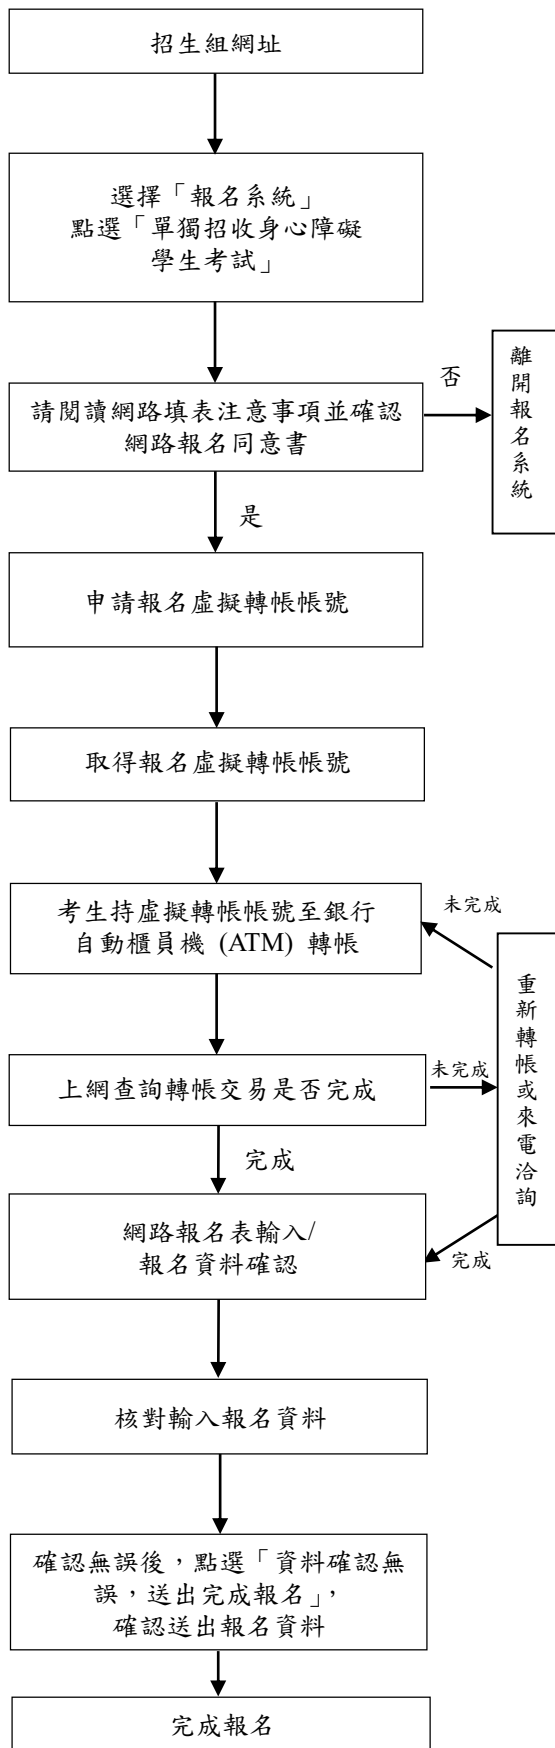 招生組網址
選擇「報名系統」
點選「單獨招收身心障礙
學生考試」
請閱讀網路填表注意事項並確認
網路報名同意書
否
離開報名系統
是
申請報名虛擬轉帳帳號
取得報名虛擬轉帳帳號
考生持虛擬轉帳帳號至銀行
自動櫃員機 (ATM) 轉帳
未完成
重新轉帳或來電洽詢
上網查詢轉帳交易是否完成
未完成
完成
網路報名表輸入/
報名資料確認
完成
核對輸入報名資料
確認無誤後，點選「資料確認無
誤，送出完成報名」，
確認送出報名資料
完成報名